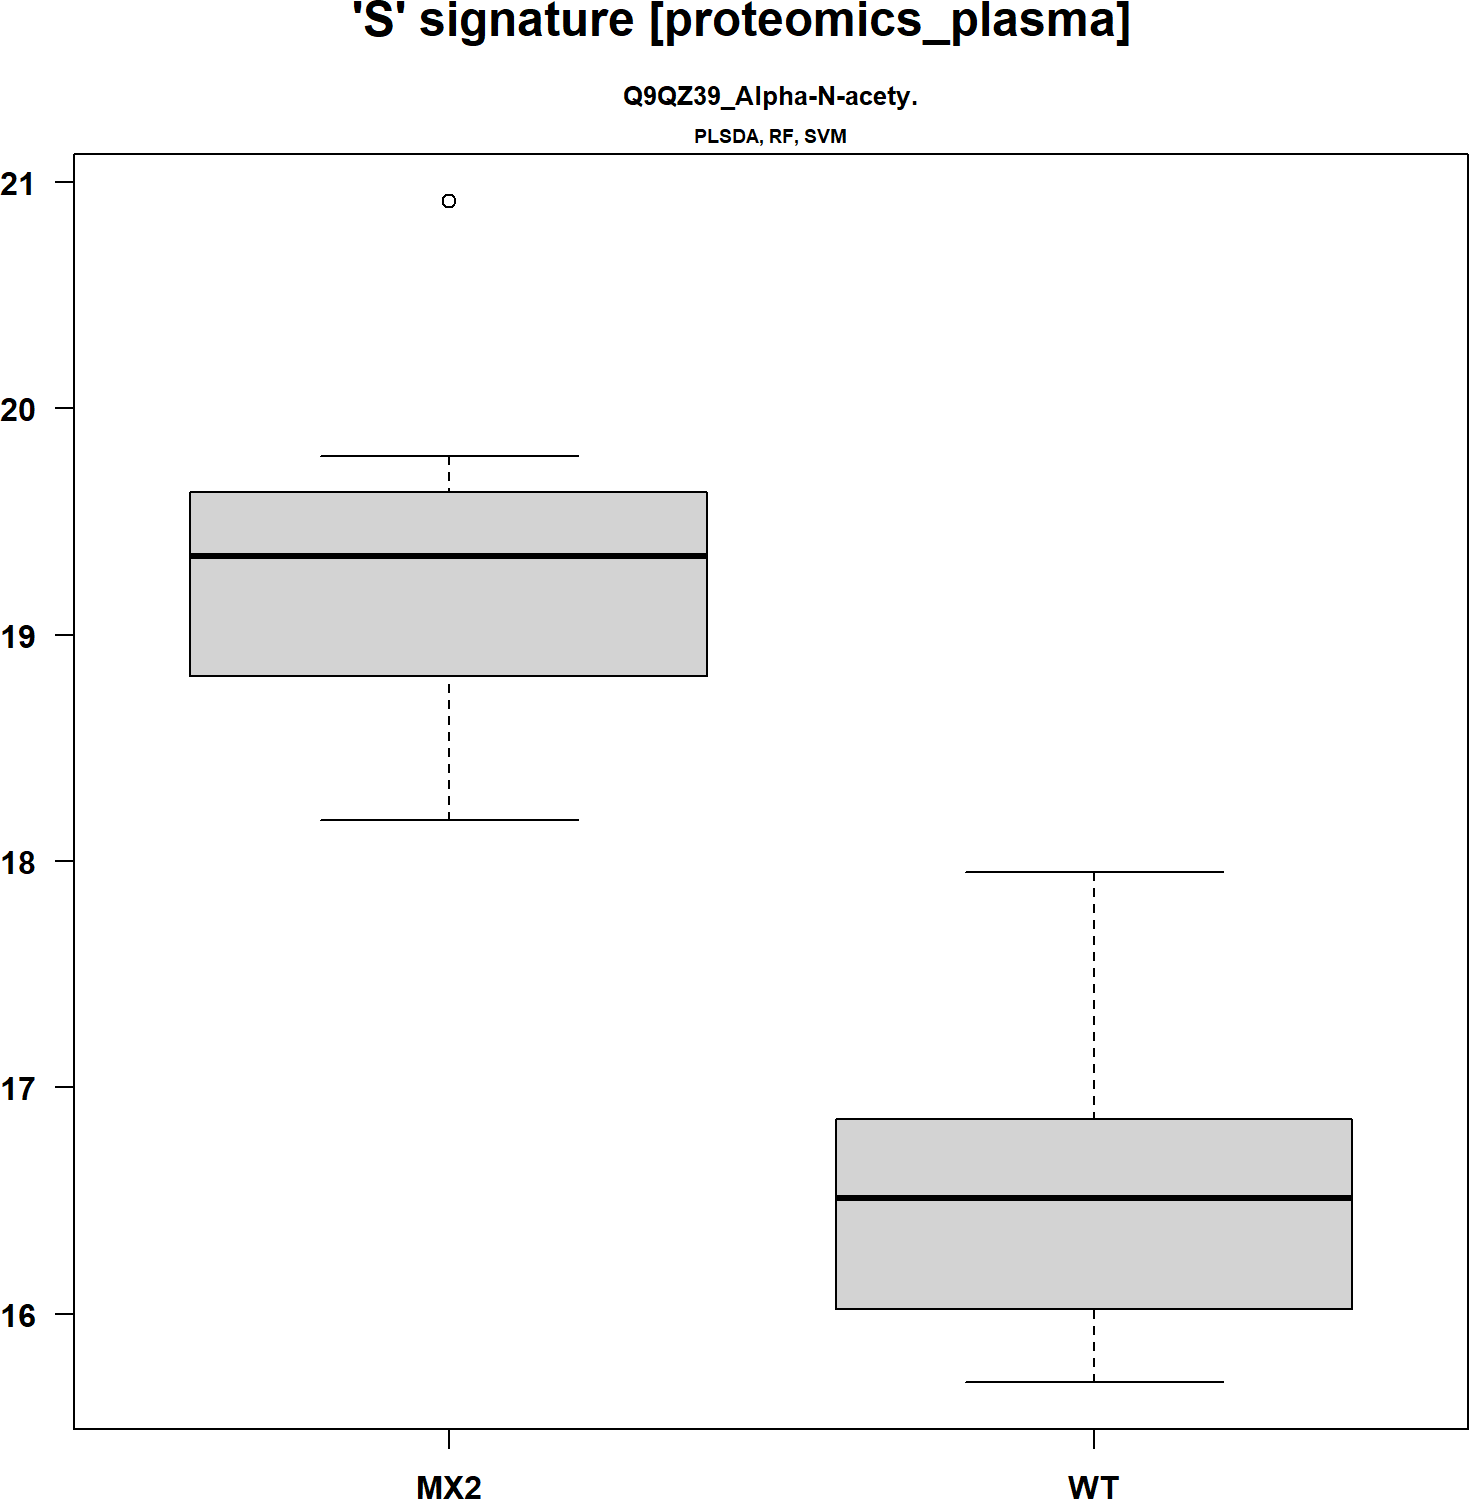 'S' signature [proteomics_plasma]
Q9QZ39_Alpha-N-acety.
PLSDA, RF, SVM
21
20
19
18
17
16
MX2 WT